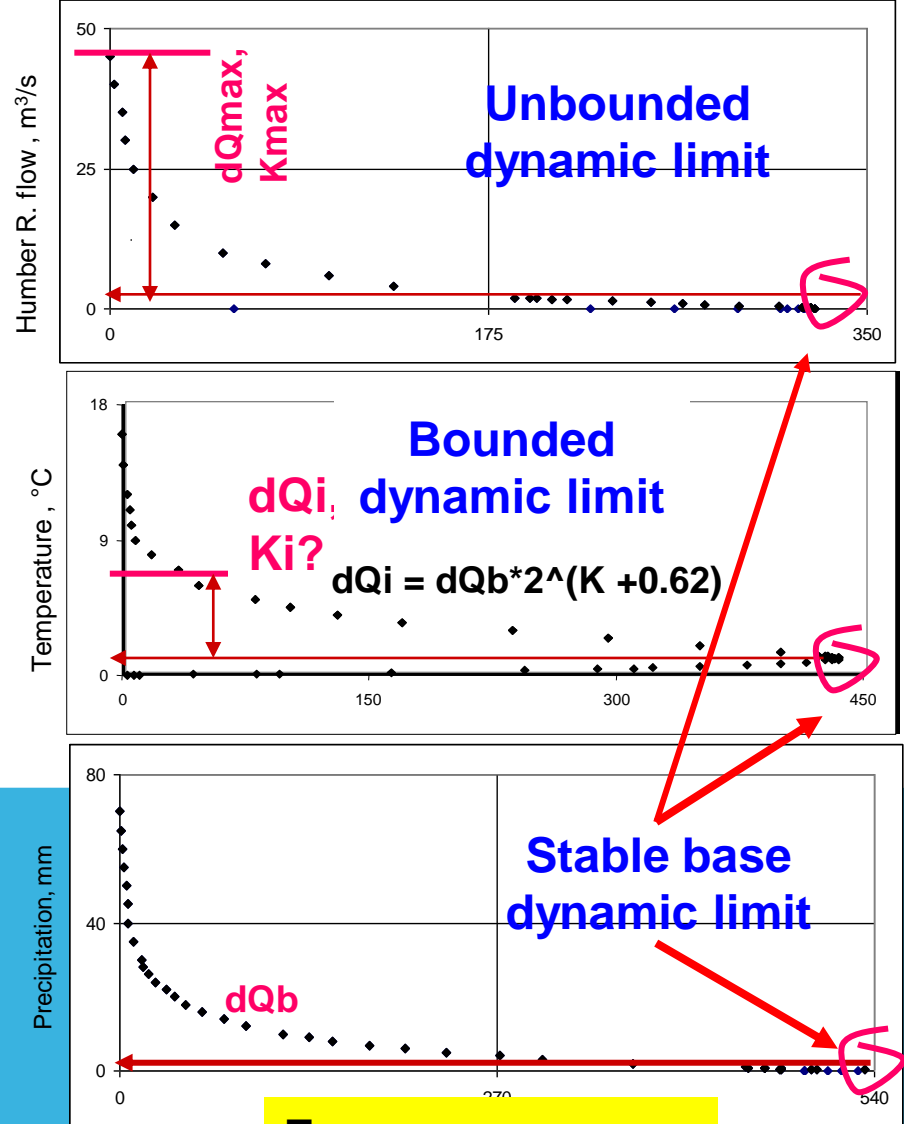 50
25
0
0
175
350
Humber R. flow , m³/s
dQmax,
Kmax
Unbounded
dynamic limit
18
9
0
0
150
300
450
Temperature , °C
dQi,
Ki?
Bounded
dynamic limit
dQi = dQb*2^(K +0.62)
80
40
0
0
270
540
Precipitation, mm
dQb
Stable base
dynamic limit